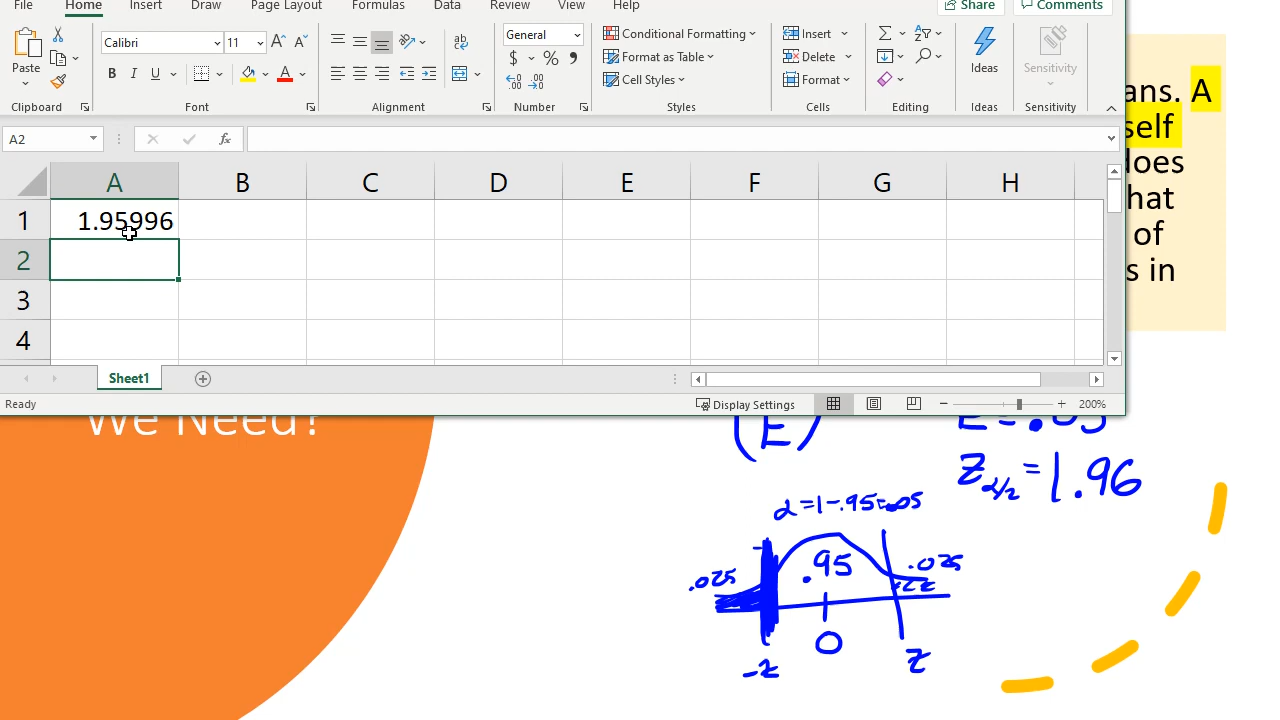 File Home Insert Draw Page Layout Formulas Data Review View Help Share Comments
Paste Calibri 11 A A ab General Conditional Formatting Insert Σ
B I U A $ % , Format as Table Delete
Cell Styles Format Ideas Sensitivity
Clipboard Font Alignment Number Styles Cells Editing Ideas Sensitivity
A2 fx
A B C D E F G H
1 1.95996
2
3
4
Sheet1
Ready Display Settings 200%
ans. A
self
does
hat
of
s in
We Need?
(E) E=.05
Zα/2 = 1.96
α=1-.95=.05
.025 .95 .025
0
-z z